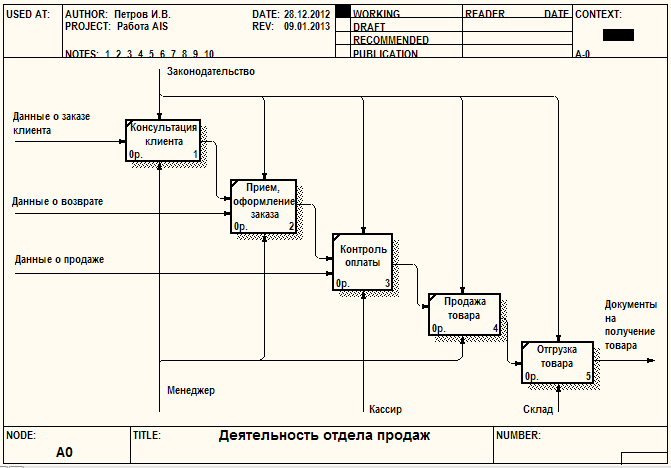 USED AT:
AUTHOR: Петров И.В.
DATE: 28.12.2012
PROJECT: Работа AIS
REV: 09.01.2013
NOTES: 1 2 3 4 5 6 7 8 9 10
WORKING
DRAFT
RECOMMENDED
PUBLICATION
READER
DATE
CONTEXT:
A-0
Законодательство
Данные о заказе
клиента
Консультация
клиента
0р.
1
Данные о возврате
Прием,
оформление
заказа
0р.
2
Данные о продаже
Контроль
оплаты
0р.
3
Продажа
товара
0р.
4
Документы
на
получение
товара
Отгрузка
товара
0р.
5
Менеджер
Кассир
Склад
NODE:
A0
TITLE:
Деятельность отдела продаж
NUMBER: